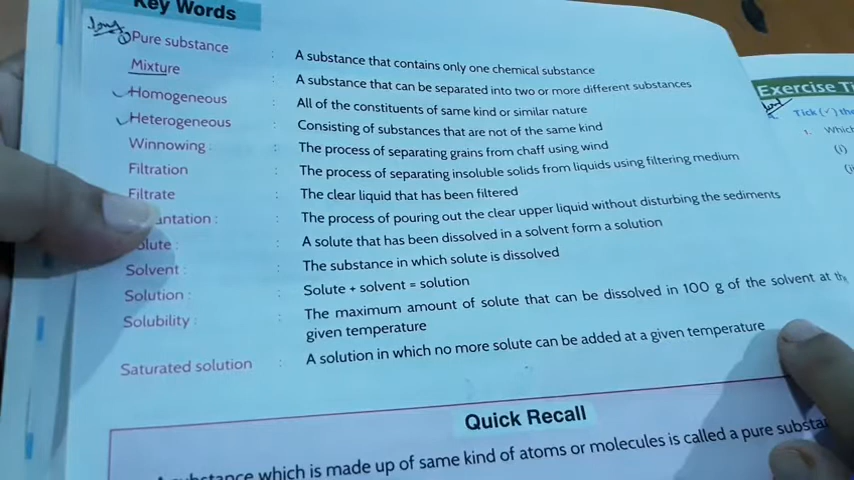 Key Words
Pure substance : A substance that contains only one chemical substance
Mixture : A substance that can be separated into two or more different substances
Homogeneous : All of the constituents of same kind or similar nature
Heterogeneous : Consisting of substances that are not of the same kind
Winnowing : The process of separating grains from chaff using wind
Filtration : The process of separating insoluble solids from liquids using filtering medium
Filtrate : The clear liquid that has been filtered
antation : The process of pouring out the clear upper liquid without disturbing the sediments
olute : A solute that has been dissolved in a solvent form a solution
Solvent : The substance in which solute is dissolved
Solution : Solute + solvent = solution
Solubility : The maximum amount of solute that can be dissolved in 100 g of the solvent at
given temperature
Saturated solution : A solution in which no more solute can be added at a given temperature
Quick Recall
substance which is made up of same kind of atoms or molecules is called a pure substa
Exercise Ti
Tick (✓) the
1. Which
(i)